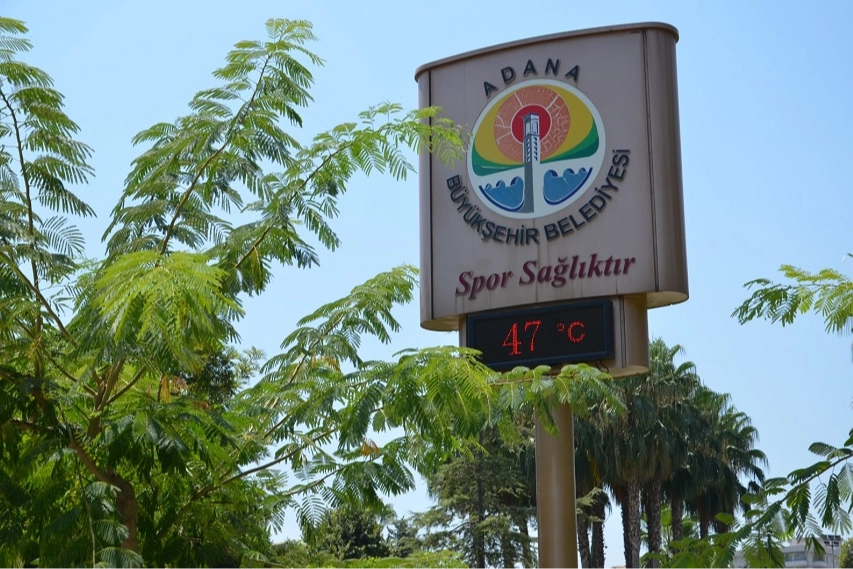 ADANA
BÜYÜKŞEHİR BELEDİYESİ
Spor Sağlıktır
47 °C